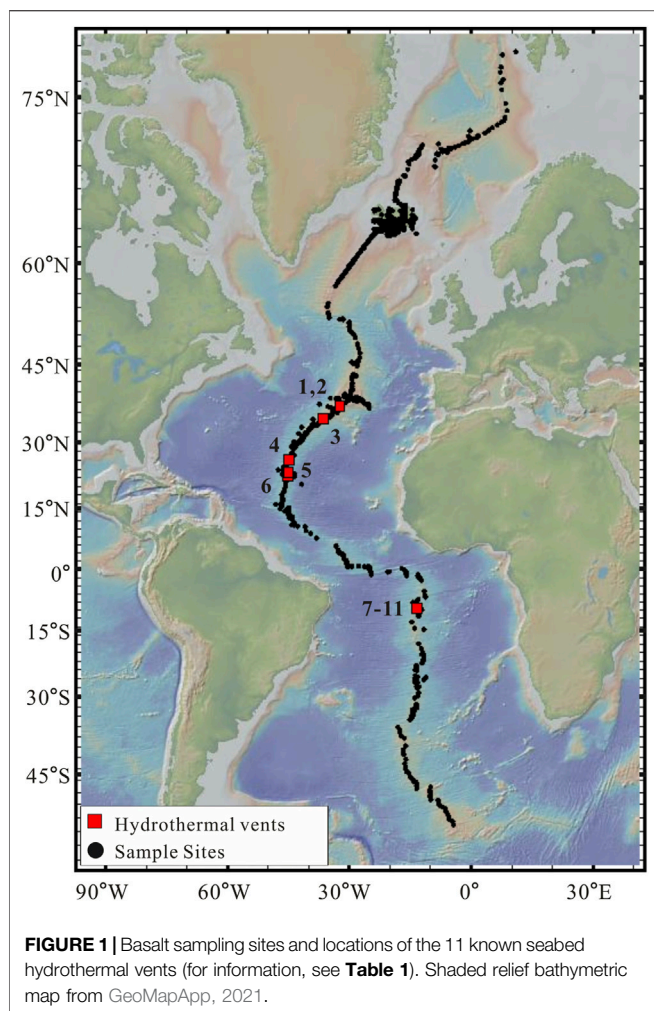 75°N
60°N
45°N
1,2
30°N
3
4
5
6
15°N
0°
7-11
15°S
30°S
45°S
Hydrothermal vents
Sample Sites
90°W 60°W 30°W 0° 30°E
FIGURE 1 | Basalt sampling sites and locations of the 11 known seabed
hydrothermal vents (for information, see Table 1). Shaded relief bathymetric
map from GeoMapApp, 2021.